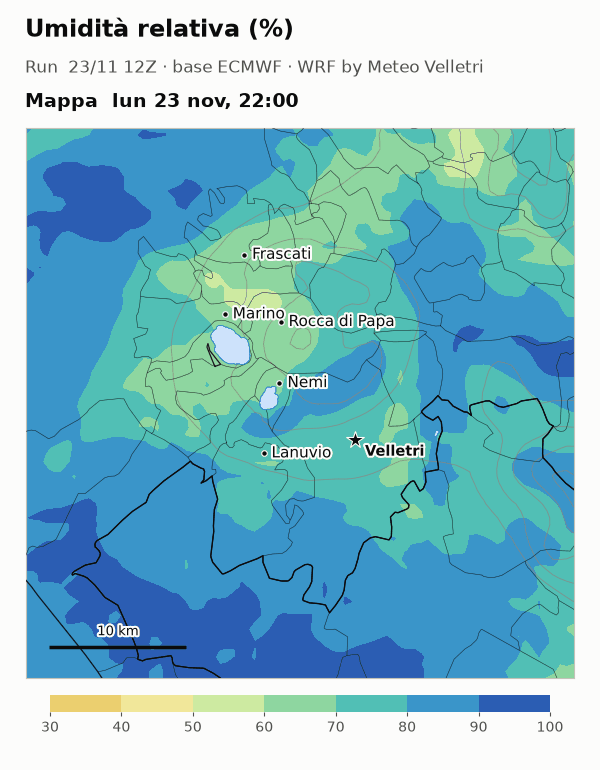 Umidità relativa (%)
Run  23/11 12Z · base ECMWF · WRF by Meteo Velletri
Mappa  lun 23 nov, 22:00
Frascati
Marino
Rocca di Papa
Nemi
Velletri
Lanuvio
10 km
30 40 50 60 70 80 90 100